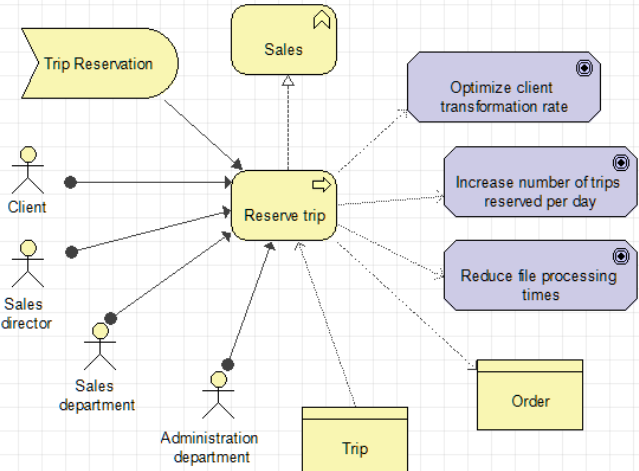 Sales
Trip Reservation
Optimize client
transformation rate
Increase number of trips
reserved per day
Client
Reserve trip
Reduce file processing
times
Sales
director
Sales
department
Order
Administration
department
Trip